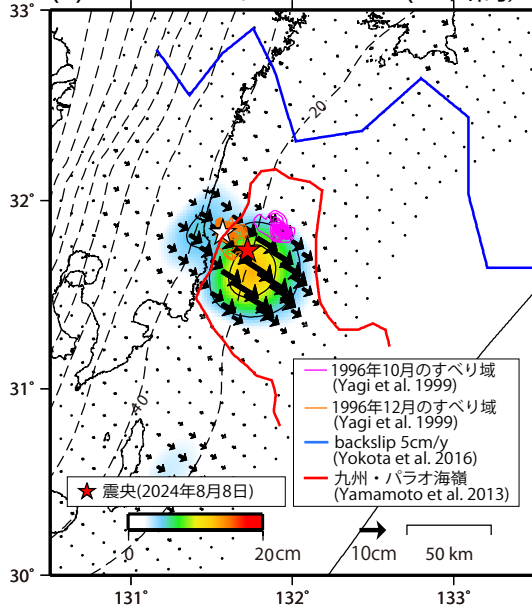 33°
32°
31°
30°
131°
132°
133°
20
40
1996年10月のすべり域
(Yagi et al. 1999)
1996年12月のすべり域
(Yagi et al. 1999)
backslip 5cm/y
(Yokota et al. 2016)
九州・パラオ海嶺
(Yamamoto et al. 2013)
震央(2024年8月8日)
0
20cm
10cm
50 km